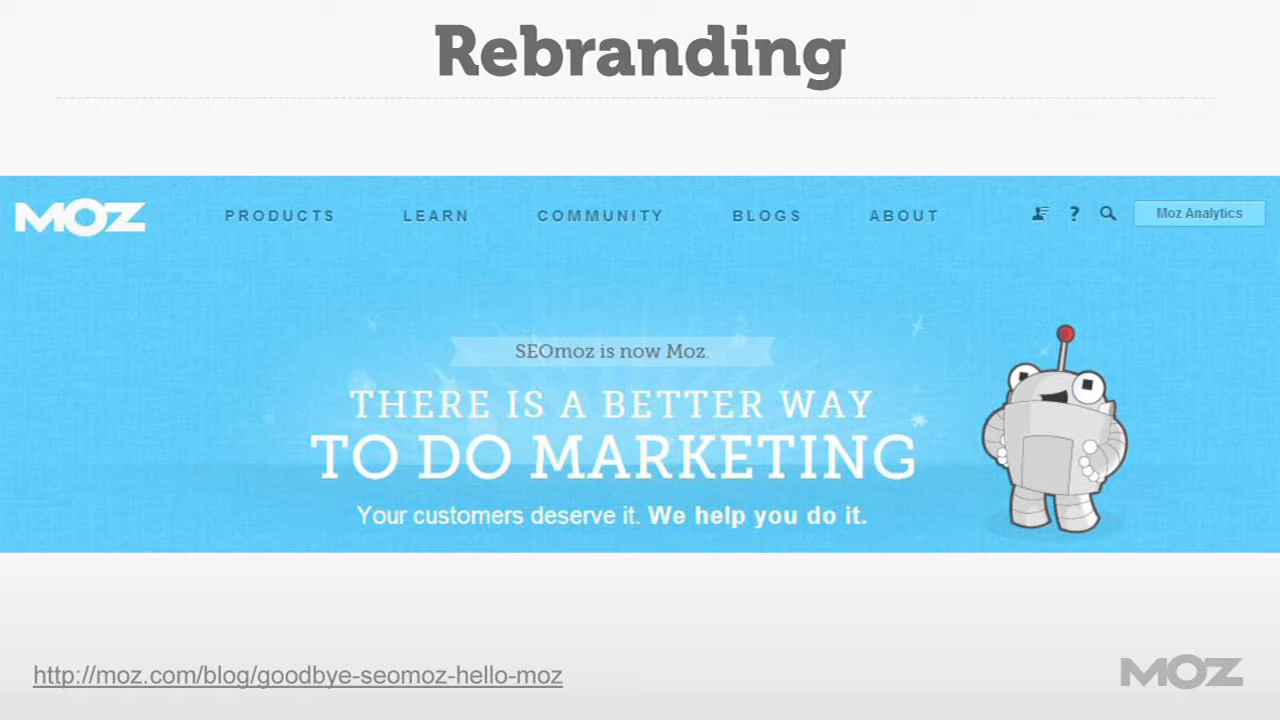 Rebranding
MOZ
PRODUCTS LEARN COMMUNITY BLOGS ABOUT ? Moz Analytics
SEOmoz is now Moz.
THERE IS A BETTER WAY
TO DO MARKETING
Your customers deserve it. We help you do it.
http://moz.com/blog/goodbye-seomoz-hello-moz
MOZ